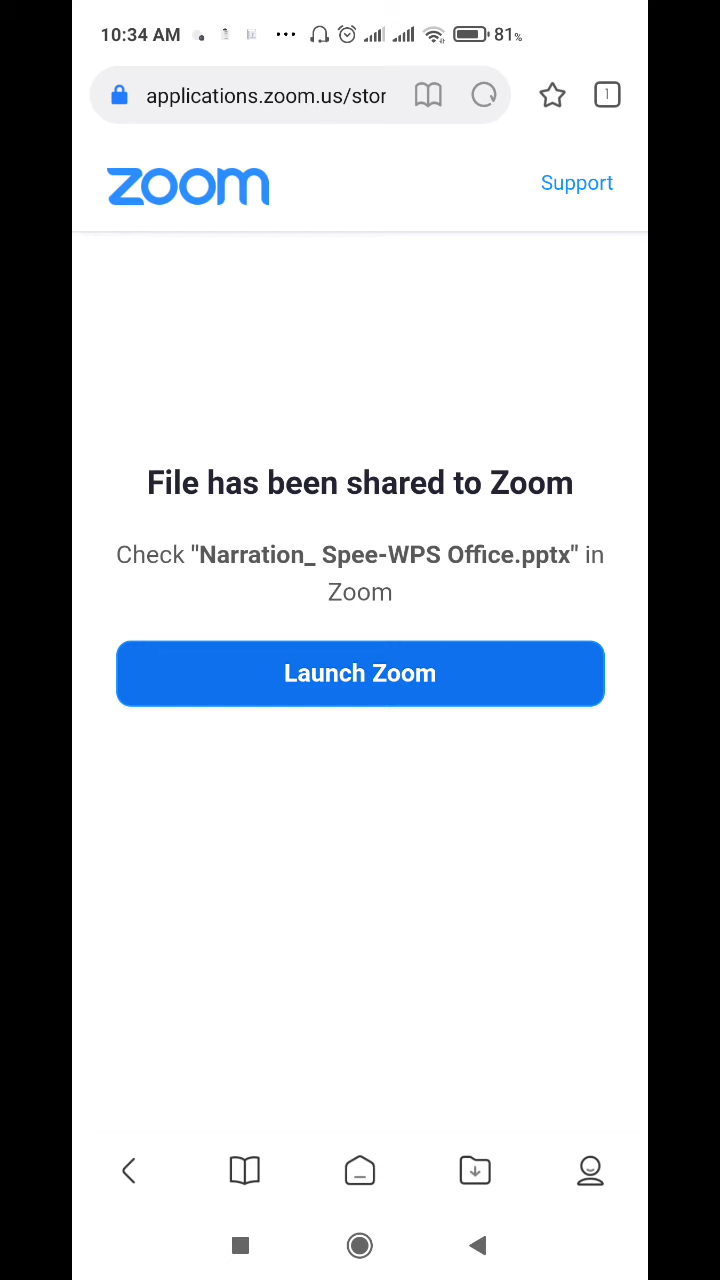 10:34 AM 81%
applications.zoom.us/stor 1
zoom Support
File has been shared to Zoom
Check "Narration_ Spee-WPS Office.pptx" in
Zoom
Launch Zoom